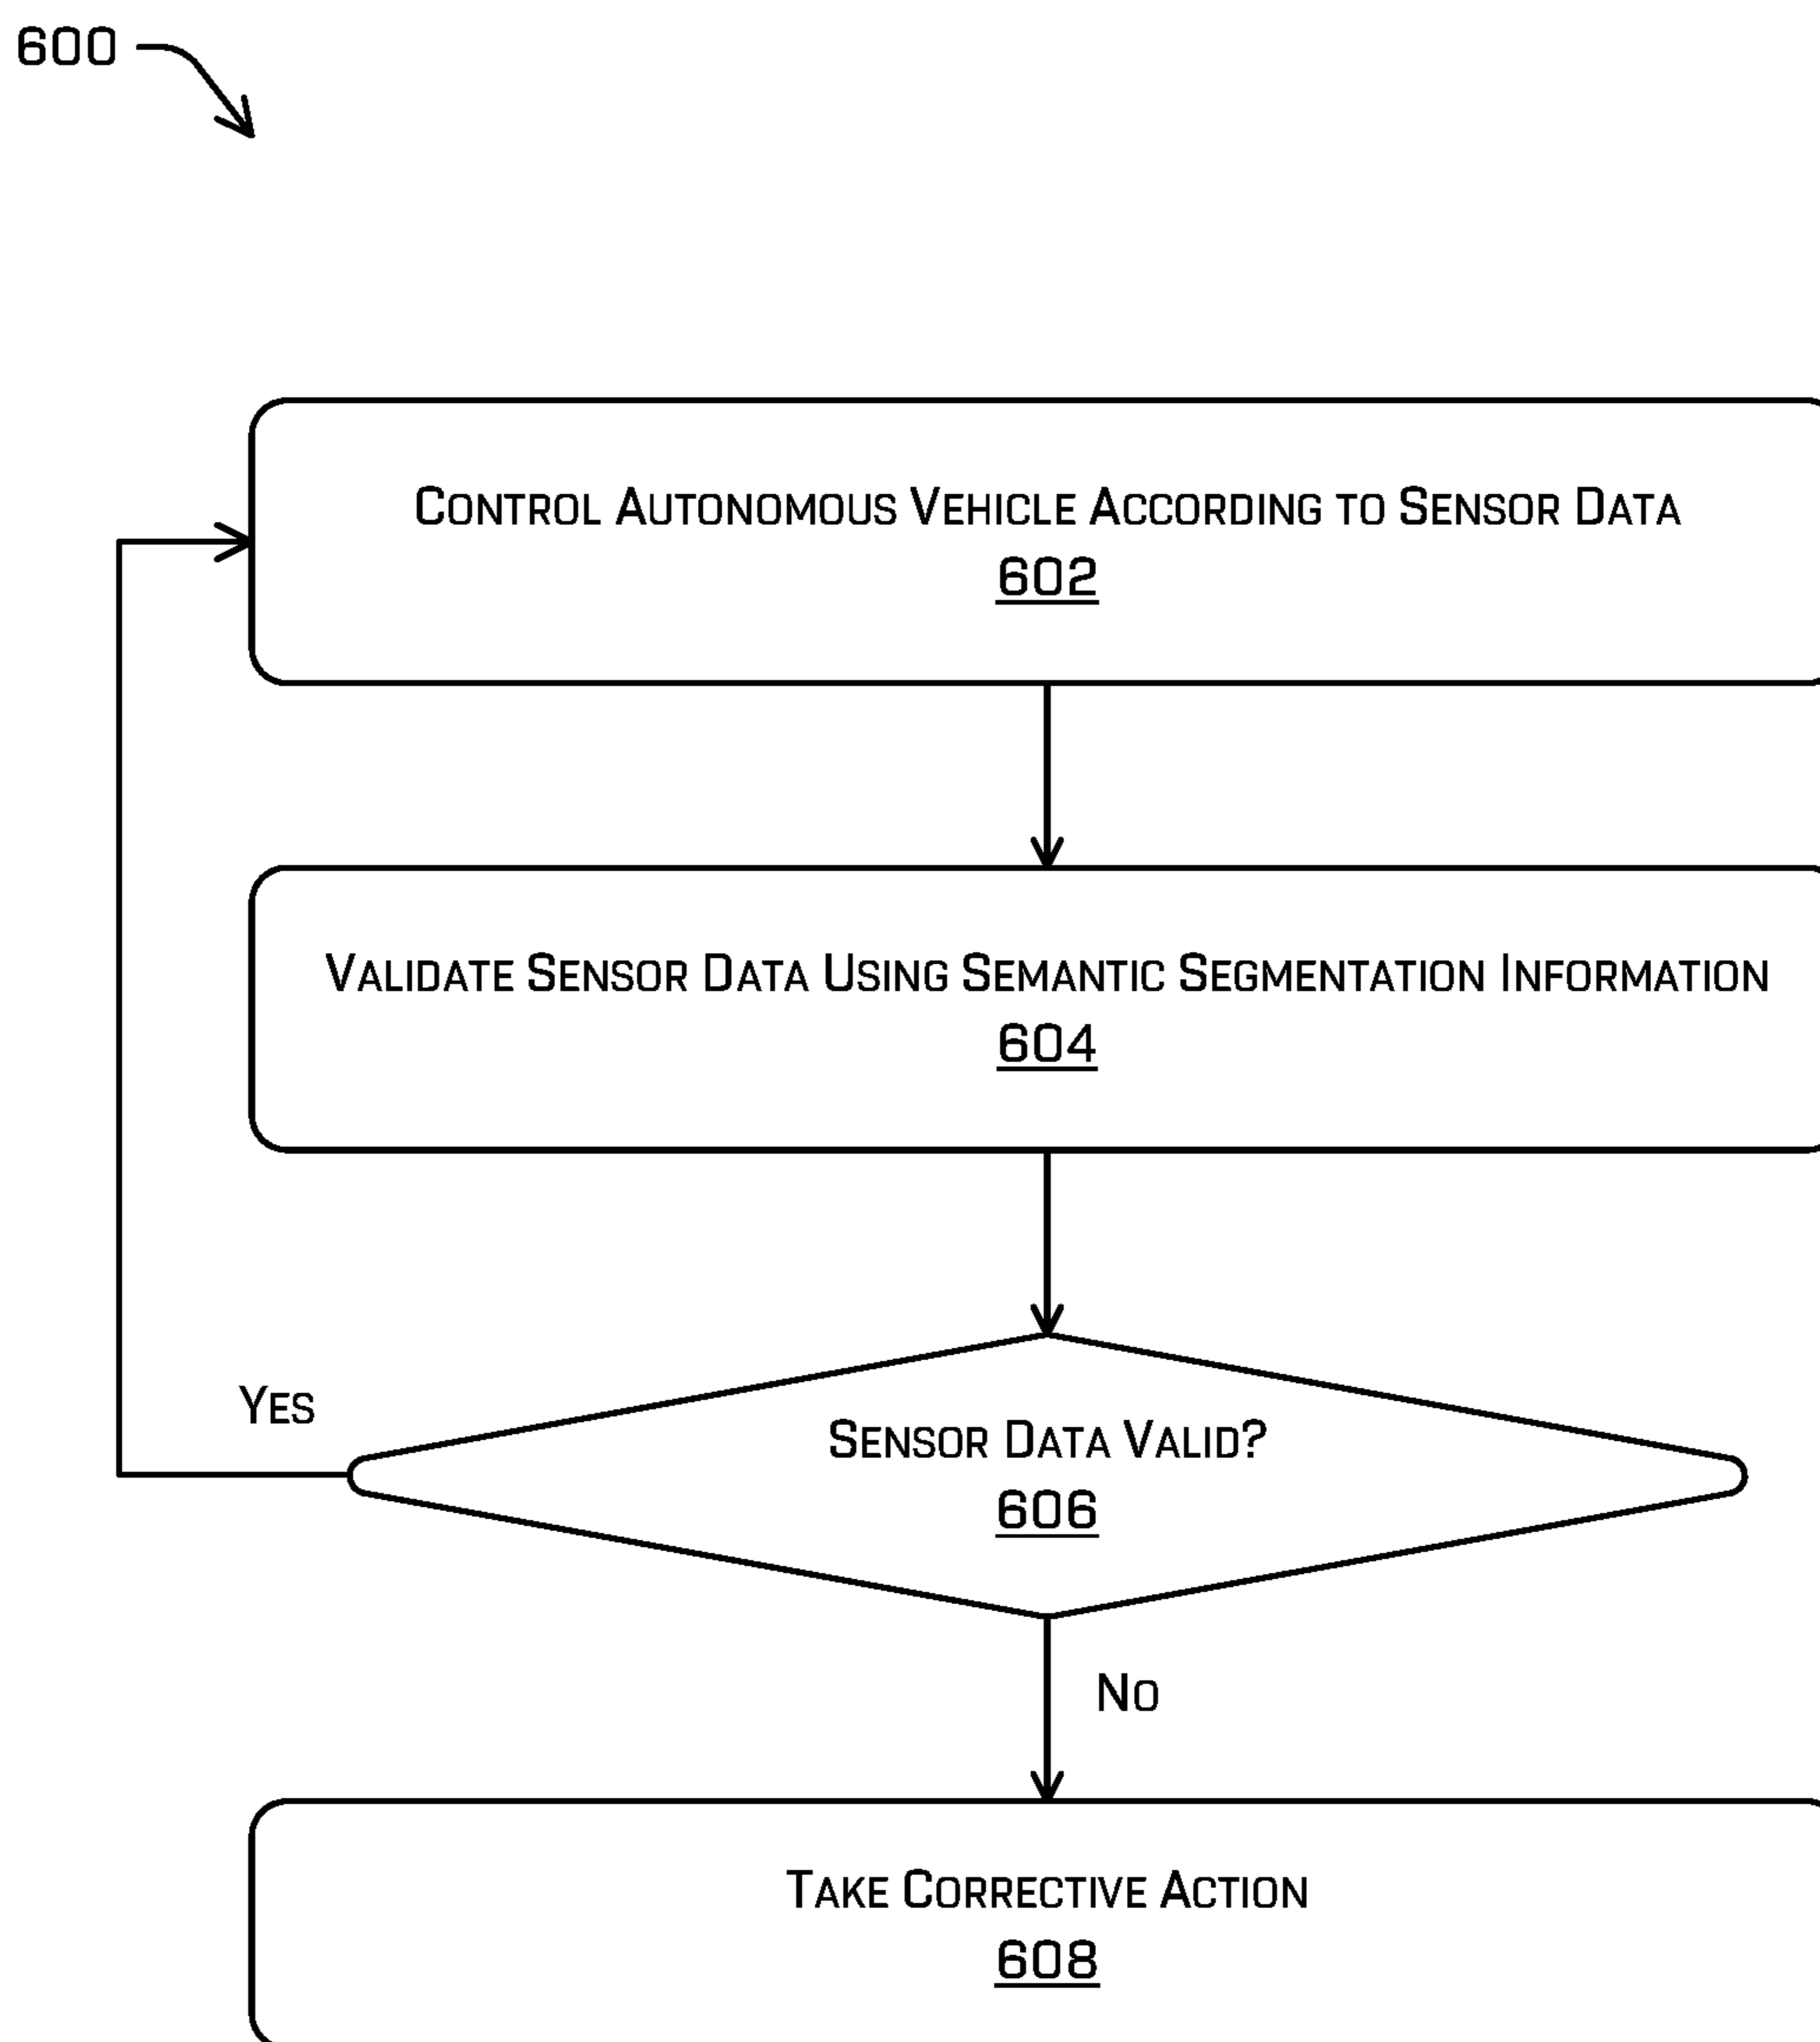 600
Control Autonomous Vehicle According to Sensor Data
602
Validate Sensor Data Using Semantic Segmentation Information
604
Yes
Sensor Data Valid?
606
No
Take Corrective Action
608